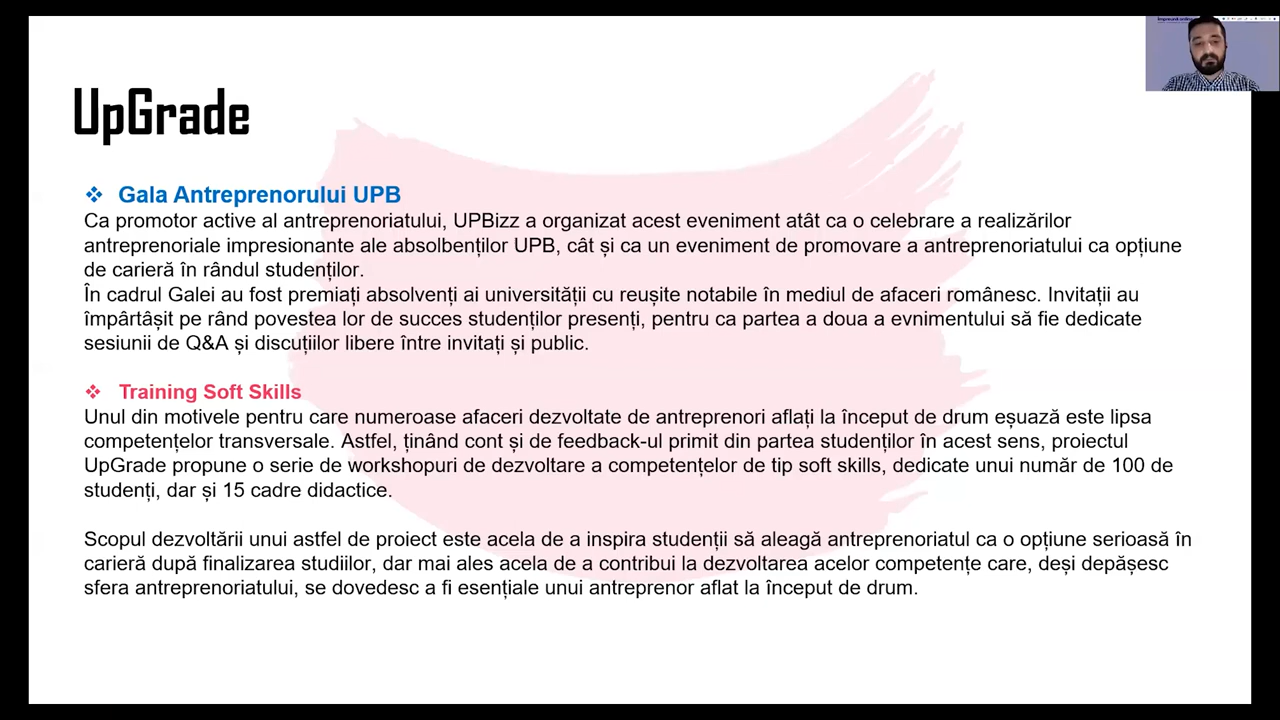 UpGrade
Gala Antreprenorului UPB
Ca promotor active al antreprenoriatului, UPBizz a organizat acest eveniment atât ca o celebrare a realizărilor
antreprenoriale impresionante ale absolbenților UPB, cât și ca un eveniment de promovare a antreprenoriatului ca opțiune
de carieră în rândul studenților.
În cadrul Galei au fost premiați absolvenți ai universității cu reușite notabile în mediul de afaceri românesc. Invitații au
împârtâșit pe rând povestea lor de succes studenților presenți, pentru ca partea a doua a evnimentului să fie dedicate
sesiunii de Q&A și discuțiilor libere între invitați și public.
Training Soft Skills
Unul din motivele pentru care numeroase afaceri dezvoltate de antreprenori aflați la început de drum eșuază este lipsa
competențelor transversale. Astfel, ținând cont și de feedback-ul primit din partea studenților în acest sens, proiectul
UpGrade propune o serie de workshopuri de dezvoltare a competențelor de tip soft skills, dedicate unui număr de 100 de
studenți, dar și 15 cadre didactice.
Scopul dezvoltării unui astfel de proiect este acela de a inspira studenții să aleagă antreprenoriatul ca o opțiune serioasă în
carieră după finalizarea studiilor, dar mai ales acela de a contribui la dezvoltarea acelor competențe care, deși depășesc
sfera antreprenoriatului, se dovedesc a fi esențiale unui antreprenor aflat la început de drum.